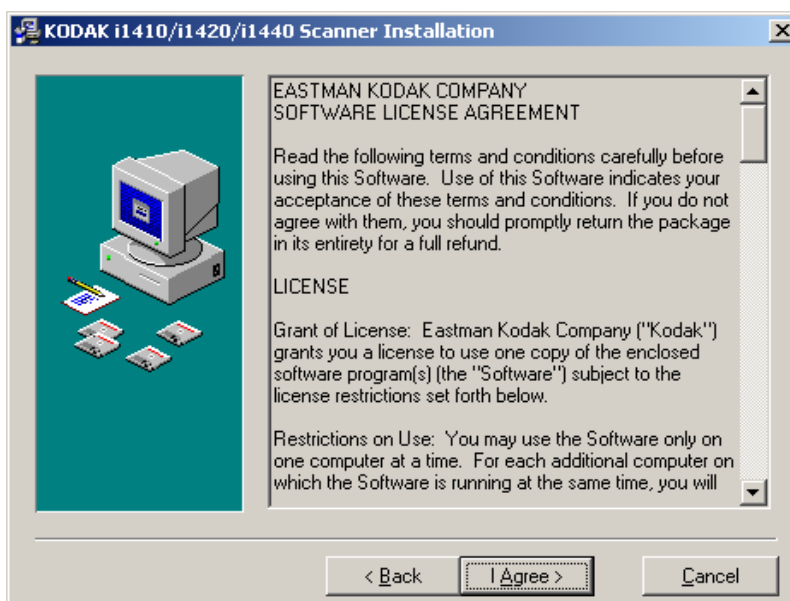 KODAK i1410/i1420/i1440 Scanner Installation
EASTMAN KODAK COMPANY
SOFTWARE LICENSE AGREEMENT
Read the following terms and conditions carefully before
using this Software.  Use of this Software indicates your
acceptance of these terms and conditions.  If you do not
agree with them, you should promptly return the package
in its entirety for a full refund.
LICENSE
Grant of License:  Eastman Kodak Company ("Kodak")
grants you a license to use one copy of the enclosed
software program(s) (the "Software") subject to the
license restrictions set forth below.
Restrictions on Use:  You may use the Software only on
one computer at a time.  For each additional computer on
which the Software is running at the same time, you will
< Back
I Agree >
Cancel